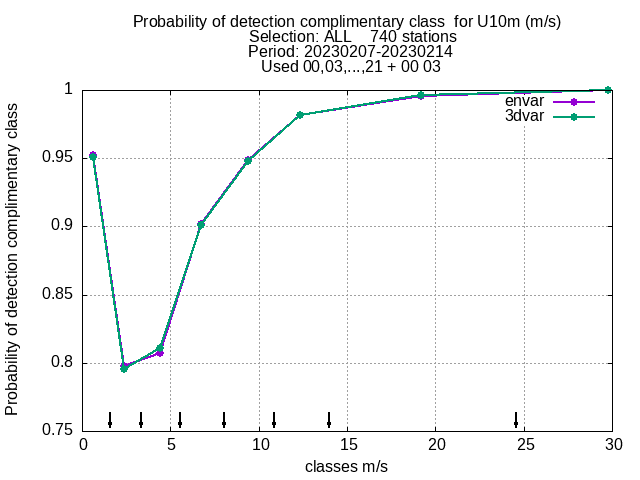 Probability of detection complimentary class  for U10m (m/s)
Selection: ALL    740 stations
Period: 20230207-20230214
Used 00,03,...,21 + 00 03
Probability of detection complimentary class
1
0.95
0.9
0.85
0.8
0.75
envar
3dvar
0 5 10 15 20 25 30
classes m/s